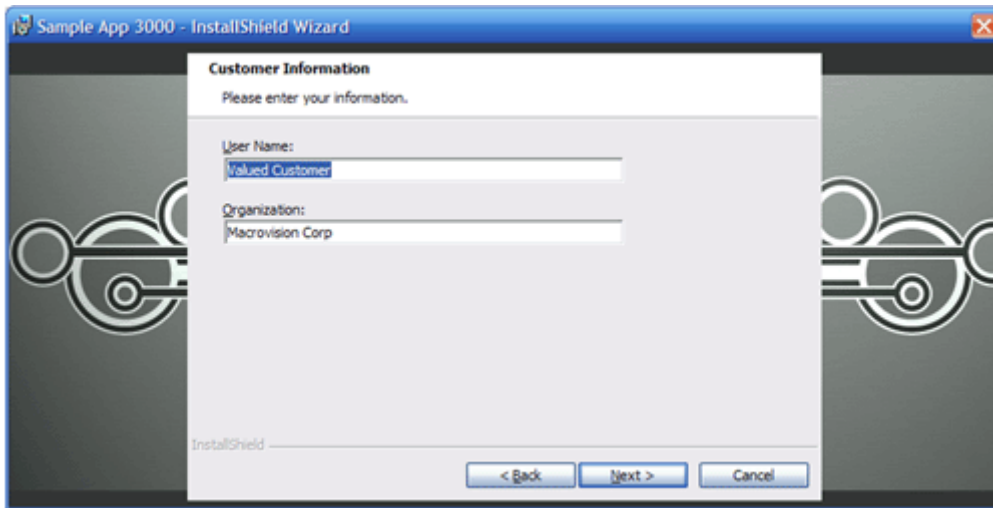 Sample App 3000 - InstallShield Wizard
Customer Information
Please enter your information.
User Name:
Valued Customer
Organization:
Macrovision Corp
InstallShield
< Back Next > Cancel